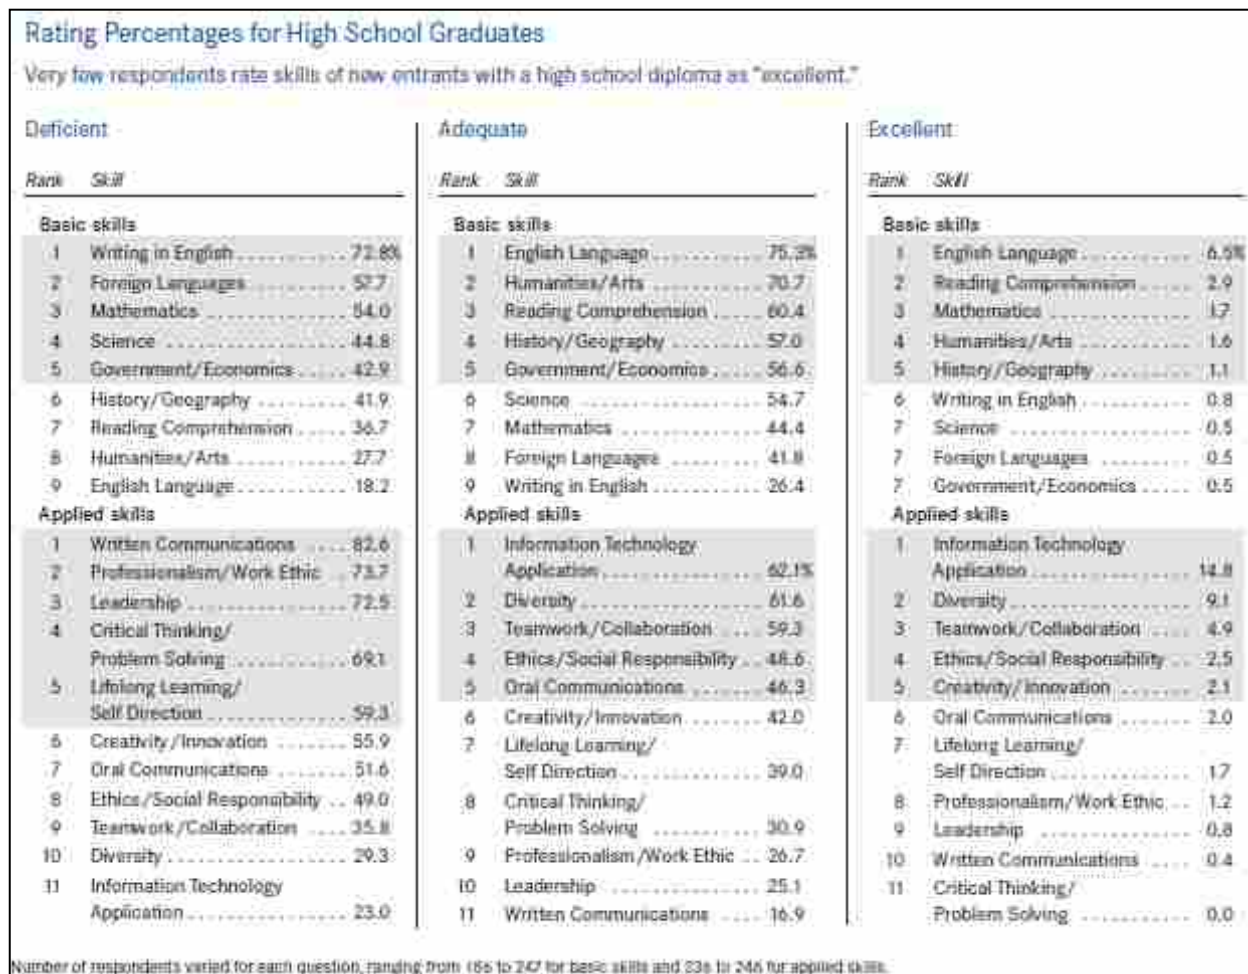 Rating Percentages for High School Graduates
Very few respondents rate skills of new entrants with a high school diploma as "excellent."
Deficient
Rank Skill
Basic skills
1 Writing in English ........... 72.8%
2 Foreign Languages .......... 57.7
3 Mathematics .............. 54.0
4 Science .................. 44.8
5 Government/Economics ..... 42.9
6 History/Geography ......... 41.9
7 Reading Comprehension ..... 36.7
8 Humanities/Arts ........... 27.7
9 English Language ........... 18.2
Applied skills
1 Written Communications .... 82.6
2 Professionalism/Work Ethic .. 73.7
3 Leadership ............... 72.5
4 Critical Thinking/
Problem Solving ........... 69.1
5 Lifelong Learning/
Self Direction .............. 59.3
6 Creativity/Innovation ....... 55.9
7 Oral Communications ....... 51.6
8 Ethics/Social Responsibility .. 49.0
9 Teamwork/Collaboration .... 35.8
10 Diversity ................. 29.3
11 Information Technology
Application ............... 23.0
Adequate
Rank Skill
Basic skills
1 English Language ........... 75.3%
2 Humanities/Arts ........... 70.7
3 Reading Comprehension ..... 60.4
4 History/Geography ......... 57.0
5 Government/Economics ..... 56.6
6 Science .................. 54.7
7 Mathematics .............. 44.4
8 Foreign Languages ......... 41.8
9 Writing in English ........... 26.4
Applied skills
1 Information Technology
Application ............... 62.1%
2 Diversity ................. 61.6
3 Teamwork/Collaboration .... 59.3
4 Ethics/Social Responsibility .. 48.6
5 Oral Communications ....... 46.3
6 Creativity/Innovation ....... 42.0
7 Lifelong Learning/
Self Direction .............. 39.0
8 Critical Thinking/
Problem Solving ........... 30.9
9 Professionalism/Work Ethic .. 26.7
10 Leadership ............... 25.1
11 Written Communications .... 16.9
Excellent
Rank Skill
Basic skills
1 English Language ........... 6.5%
2 Reading Comprehension ..... 2.9
3 Mathematics .............. 1.7
4 Humanities/Arts ........... 1.6
5 History/Geography ......... 1.1
6 Writing in English ........... 0.8
7 Science .................. 0.5
7 Foreign Languages ......... 0.5
7 Government/Economics ..... 0.5
Applied skills
1 Information Technology
Application ............... 14.8
2 Diversity ................. 9.1
3 Teamwork/Collaboration .... 4.9
4 Ethics/Social Responsibility .. 2.5
5 Creativity/Innovation ....... 2.1
6 Oral Communications ....... 2.0
7 Lifelong Learning/
Self Direction .............. 1.7
8 Professionalism/Work Ethic .. 1.2
9 Leadership ............... 0.8
10 Written Communications .... 0.4
11 Critical Thinking/
Problem Solving ........... 0.0
Number of respondents varied for each question, ranging from to 247 for basic skills and to 246 for applied skills.